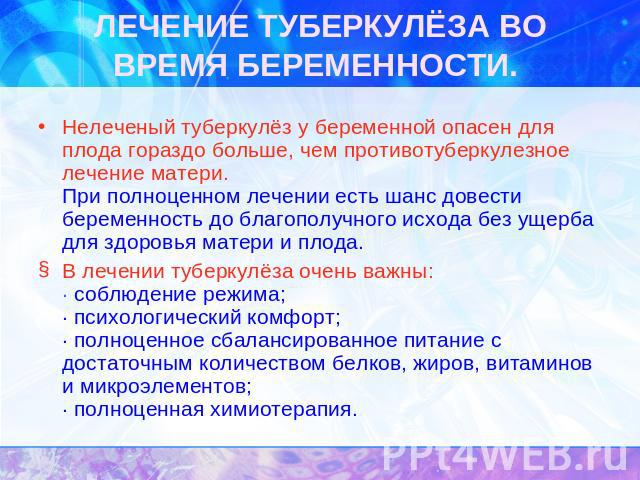 ЛЕЧЕНИЕ ТУБЕРКУЛЁЗА ВО
ВРЕМЯ БЕРЕМЕННОСТИ.
• Нелеченый туберкулёз у беременной опасен для
плода гораздо больше, чем противотуберкулезное
лечение матери.
При полноценном лечении есть шанс довести
беременность до благополучного исхода без ущерба
для здоровья матери и плода.
§ В лечении туберкулёза очень важны:
· соблюдение режима;
· психологический комфорт;
· полноценное сбалансированное питание с
достаточным количеством белков, жиров, витаминов
и микроэлементов;
· полноценная химиотерапия.
PPt4WEB.ru